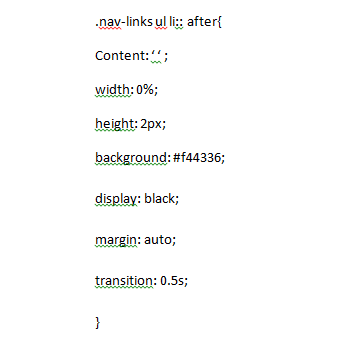 .nav-links ul li:: after{
Content: ‘ ‘ ;
width: 0%;
height: 2px;
background: #f44336;
display: black;
margin: auto;
transition: 0.5s;
}